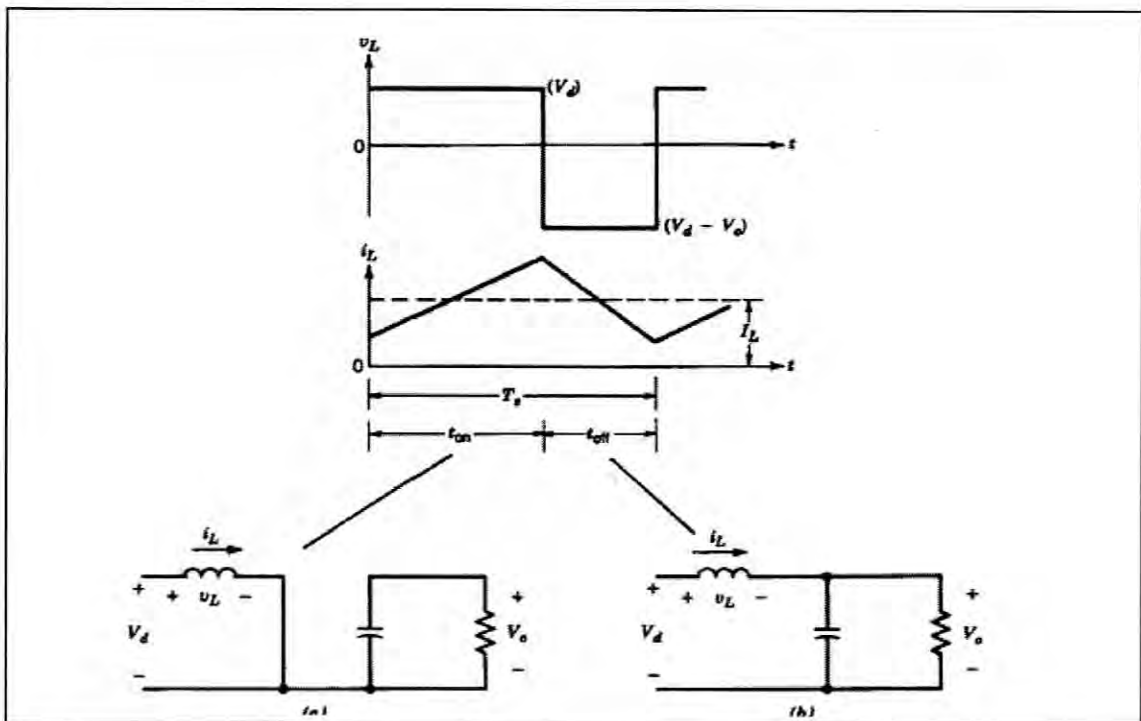 v_L
(V_d)
0
t
(V_d − V_o)
i_L
I_L
0
t
T_s
t_on
t_off
i_L
+
+ v_L −
+
V_d
V_o
−
−
(a)
i_L
+
+ v_L −
+
V_d
V_o
−
−
(b)